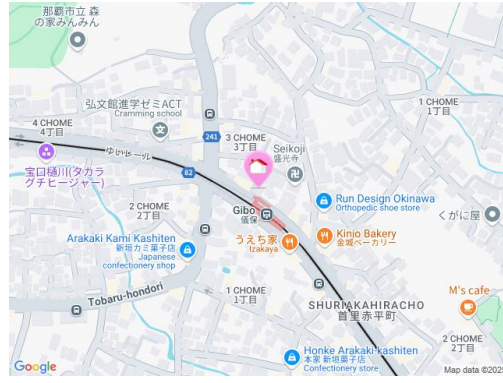 那覇市立 森
の家みんみん
弘文館進学ゼミACT
Cramming school
4 CHOME
4丁目
241
3 CHOME
3丁目
1 CHOME
1丁目
Seikoji
盛光寺
ゆいレール
宝口樋川(タカラ
グチヒージャー)
82
Run Design Okinawa
Orthopedic shoe store
くがに屋
2 CHOME
2丁目
Gibo
儀保
うえち家
Izakaya
Kinio Bakery
金城ベーカリー
Arakaki Kami Kashiten
新垣カミ菓子店
Japanese
confectionery shop
Tobaru-hondori
1 CHOME
1丁目
SHURIAKAHIRACHO
首里赤平町
M's cafe
2 CHOME
2丁目
Honke Arakaki kashiten
本家 新垣菓子店
Confectionery store
Google
Map data ©202